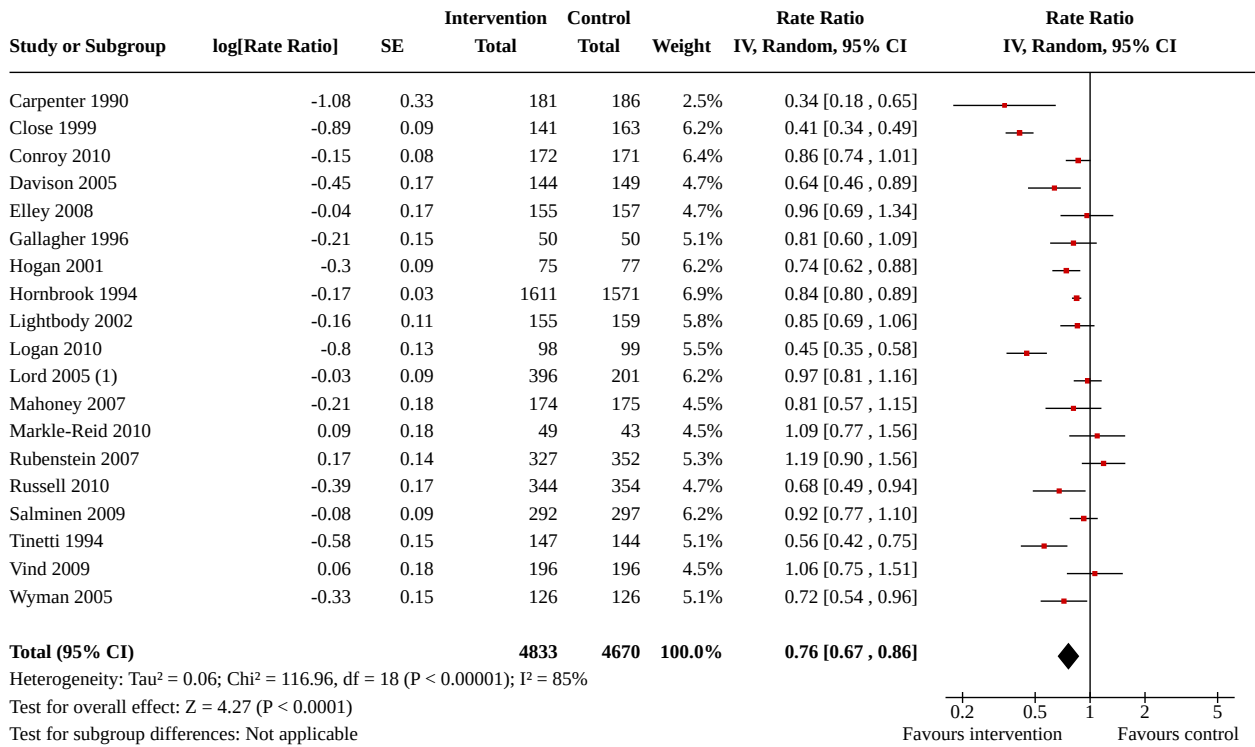 Intervention Control Rate Ratio Rate Ratio
Study or Subgroup log[Rate Ratio] SE Total Total Weight IV, Random, 95% CI IV, Random, 95% CI
Carpenter 1990 -1.08 0.33 181 186 2.5% 0.34 [0.18 , 0.65]
Close 1999 -0.89 0.09 141 163 6.2% 0.41 [0.34 , 0.49]
Conroy 2010 -0.15 0.08 172 171 6.4% 0.86 [0.74 , 1.01]
Davison 2005 -0.45 0.17 144 149 4.7% 0.64 [0.46 , 0.89]
Elley 2008 -0.04 0.17 155 157 4.7% 0.96 [0.69 , 1.34]
Gallagher 1996 -0.21 0.15 50 50 5.1% 0.81 [0.60 , 1.09]
Hogan 2001 -0.3 0.09 75 77 6.2% 0.74 [0.62 , 0.88]
Hornbrook 1994 -0.17 0.03 1611 1571 6.9% 0.84 [0.80 , 0.89]
Lightbody 2002 -0.16 0.11 155 159 5.8% 0.85 [0.69 , 1.06]
Logan 2010 -0.8 0.13 98 99 5.5% 0.45 [0.35 , 0.58]
Lord 2005 (1) -0.03 0.09 396 201 6.2% 0.97 [0.81 , 1.16]
Mahoney 2007 -0.21 0.18 174 175 4.5% 0.81 [0.57 , 1.15]
Markle-Reid 2010 0.09 0.18 49 43 4.5% 1.09 [0.77 , 1.56]
Rubenstein 2007 0.17 0.14 327 352 5.3% 1.19 [0.90 , 1.56]
Russell 2010 -0.39 0.17 344 354 4.7% 0.68 [0.49 , 0.94]
Salminen 2009 -0.08 0.09 292 297 6.2% 0.92 [0.77 , 1.10]
Tinetti 1994 -0.58 0.15 147 144 5.1% 0.56 [0.42 , 0.75]
Vind 2009 0.06 0.18 196 196 4.5% 1.06 [0.75 , 1.51]
Wyman 2005 -0.33 0.15 126 126 5.1% 0.72 [0.54 , 0.96]
Total (95% CI) 4833 4670 100.0% 0.76 [0.67 , 0.86]
Heterogeneity: Tau² = 0.06; Chi² = 116.96, df = 18 (P < 0.00001); I² = 85%
Test for overall effect: Z = 4.27 (P < 0.0001) 0.2 0.5 1 2 5
Test for subgroup differences: Not applicable Favours intervention Favours control